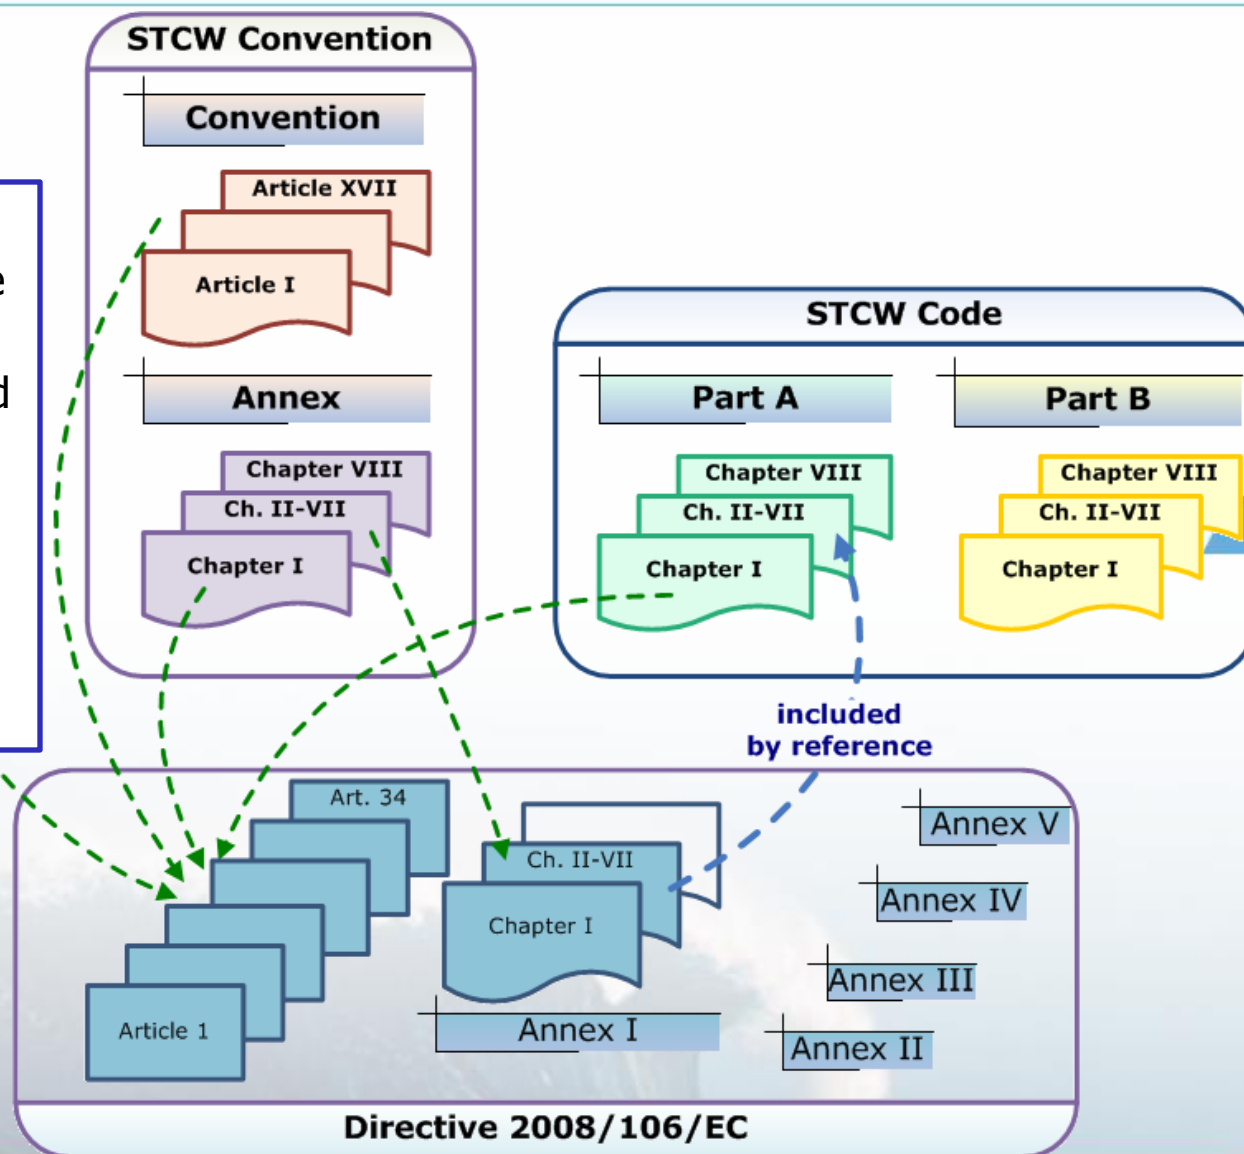 STCW Convention
Convention
Article XVII
Article I
Annex
Chapter VIII
Ch. II-VII
Chapter I
e
d
STCW Code
Part A
Chapter VIII
Ch. II-VII
Chapter I
Part B
Chapter VIII
Ch. II-VII
Chapter I
included
by reference
Art. 34
Article 1
Ch. II-VII
Chapter I
Annex I
Annex V
Annex IV
Annex III
Annex II
Directive 2008/106/EC